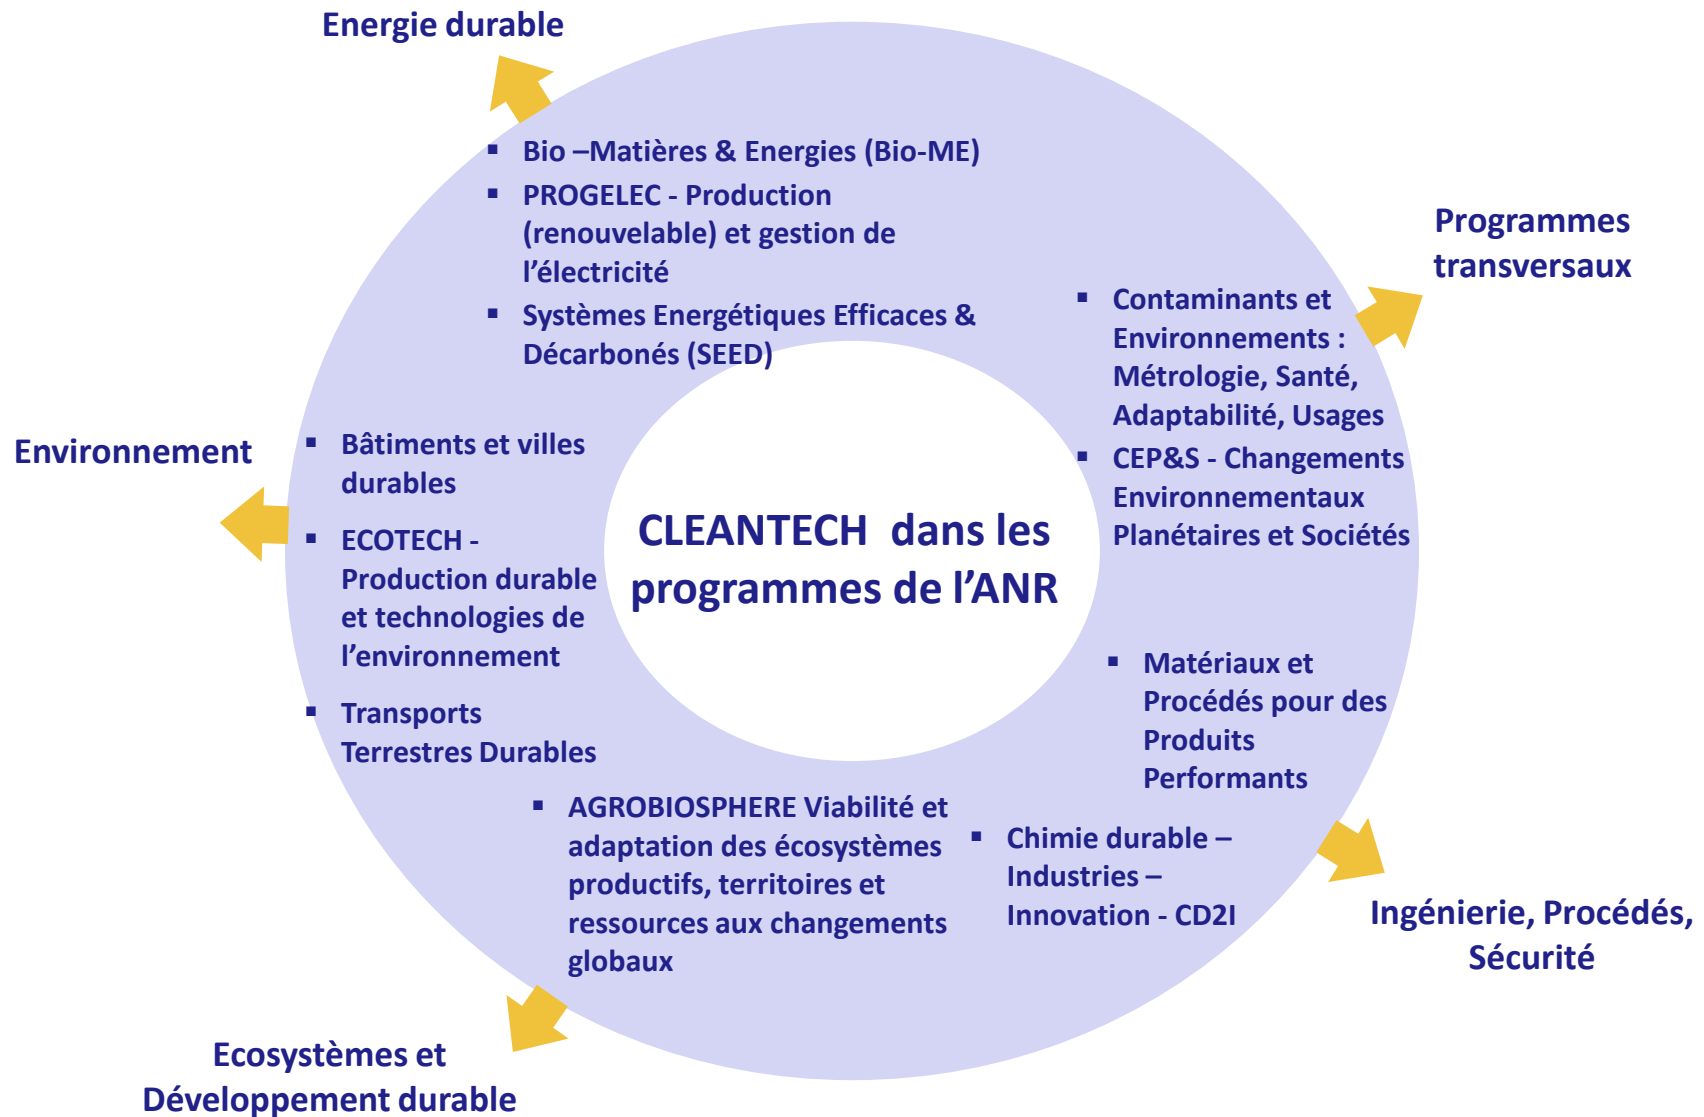 Energie durable
▪ Bio –Matières & Energies (Bio-ME)
▪ PROGELEC - Production
(renouvelable) et gestion de
l’électricité
▪ Systèmes Energétiques Efficaces &
Décarbonés (SEED)
Programmes
transversaux
▪ Contaminants et
Environnements :
Métrologie, Santé,
Adaptabilité, Usages
▪ CEP&S - Changements
Environnementaux
Planétaires et Sociétés
Environnement
▪ Bâtiments et villes
durables
▪ ECOTECH -
Production durable
et technologies de
l’environnement
▪ Transports
Terrestres Durables
CLEANTECH dans les
programmes de l’ANR
▪ Matériaux et
Procédés pour des
Produits
Performants
▪ Chimie durable –
Industries –
Innovation - CD2I
Ingénierie, Procédés,
Sécurité
▪ AGROBIOSPHERE Viabilité et
adaptation des écosystèmes
productifs, territoires et
ressources aux changements
globaux
Ecosystèmes et
Développement durable